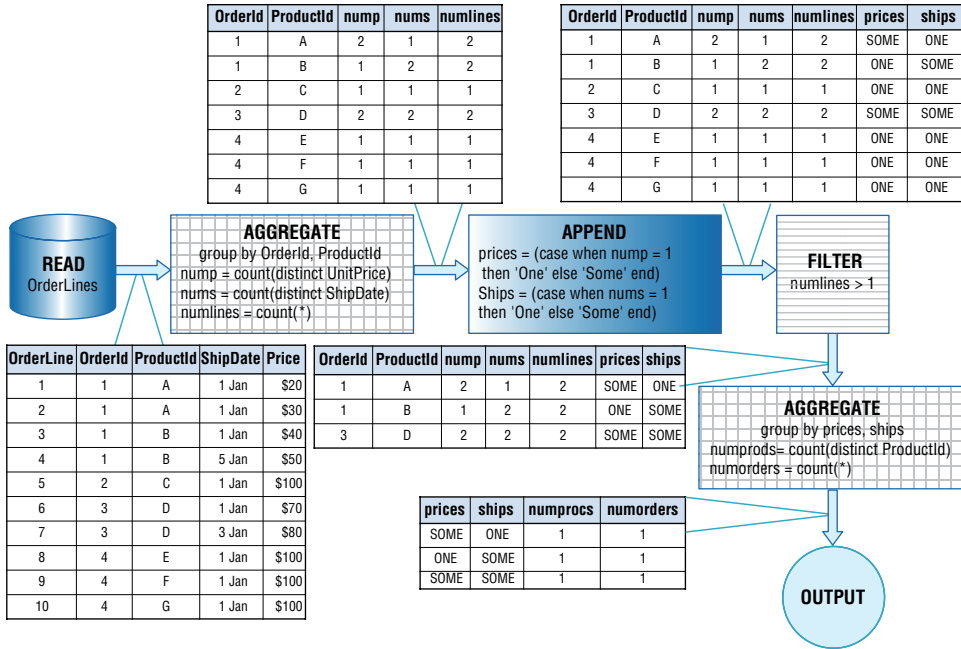 OrderId ProductId nump nums numlines
1 A 2 1 2
1 B 1 2 2
2 C 1 1 1
3 D 2 2 2
4 E 1 1 1
4 F 1 1 1
4 G 1 1 1
OrderId ProductId nump nums numlines prices ships
1 A 2 1 2 SOME ONE
1 B 1 2 2 ONE SOME
2 C 1 1 1 ONE ONE
3 D 2 2 2 SOME SOME
4 E 1 1 1 ONE ONE
4 F 1 1 1 ONE ONE
4 G 1 1 1 ONE ONE
READ
OrderLines
AGGREGATE
group by OrderId, ProductId
nump = count(distinct UnitPrice)
nums = count(distinct ShipDate)
numlines = count(*)
APPEND
prices = (case when nump = 1
then 'One' else 'Some' end)
Ships = (case when nums = 1
then 'One' else 'Some' end)
FILTER
numlines > 1
OrderLine OrderId ProductId ShipDate Price
1 1 A 1 Jan $20
2 1 A 1 Jan $30
3 1 B 1 Jan $40
4 1 B 5 Jan $50
5 2 C 1 Jan $100
6 3 D 1 Jan $70
7 3 D 3 Jan $80
8 4 E 1 Jan $100
9 4 F 1 Jan $100
10 4 G 1 Jan $100
OrderId ProductId nump nums numlines prices ships
1 A 2 1 2 SOME ONE
1 B 1 2 2 ONE SOME
3 D 2 2 2 SOME SOME
AGGREGATE
group by prices, ships
numprods= count(distinct ProductId)
numorders = count(*)
prices ships numprocs numorders
SOME ONE 1 1
ONE SOME 1 1
SOME SOME 1 1
OUTPUT